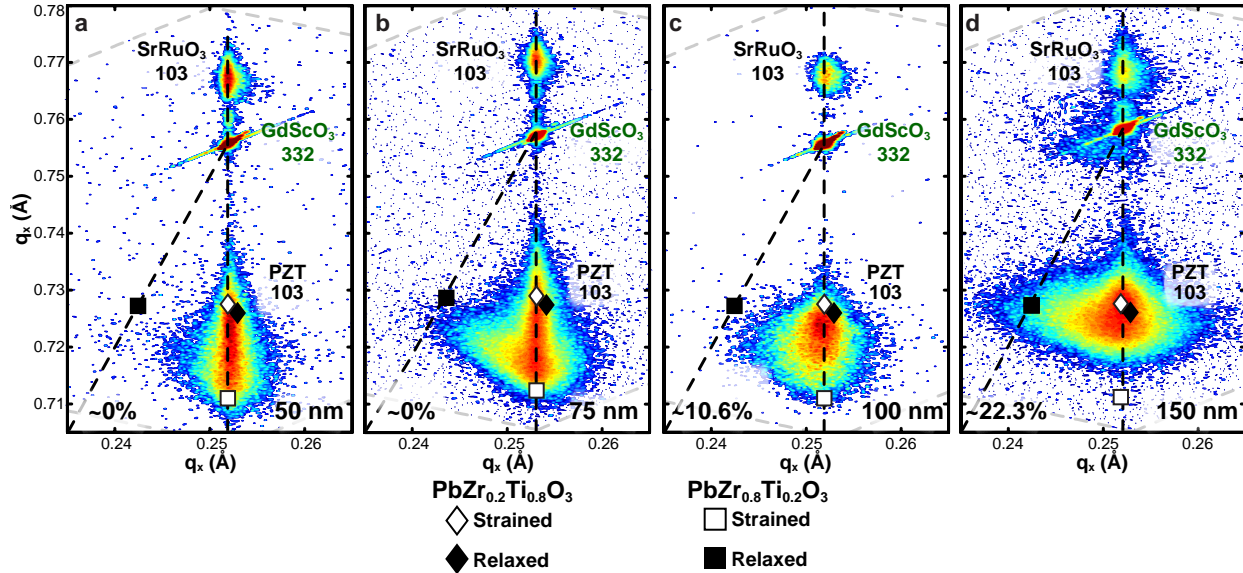 a
b
c
d
0.78
0.77
0.76
0.75
0.74
0.73
0.72
0.71
qₓ (Å)
SrRuO₃
103
GdScO₃
332
PZT
103
~0%
50 nm
SrRuO₃
103
GdScO₃
332
PZT
103
~0%
75 nm
SrRuO₃
103
GdScO₃
332
PZT
103
~10.6%
100 nm
SrRuO₃
103
GdScO₃
332
PZT
103
~22.3%
150 nm
0.24 0.25 0.26
0.24 0.25 0.26
0.24 0.25 0.26
0.24 0.25 0.26
qₓ (Å)
qₓ (Å)
qₓ (Å)
qₓ (Å)
PbZr₀.₂Ti₀.₈O₃
Strained
Relaxed
PbZr₀.₈Ti₀.₂O₃
Strained
Relaxed